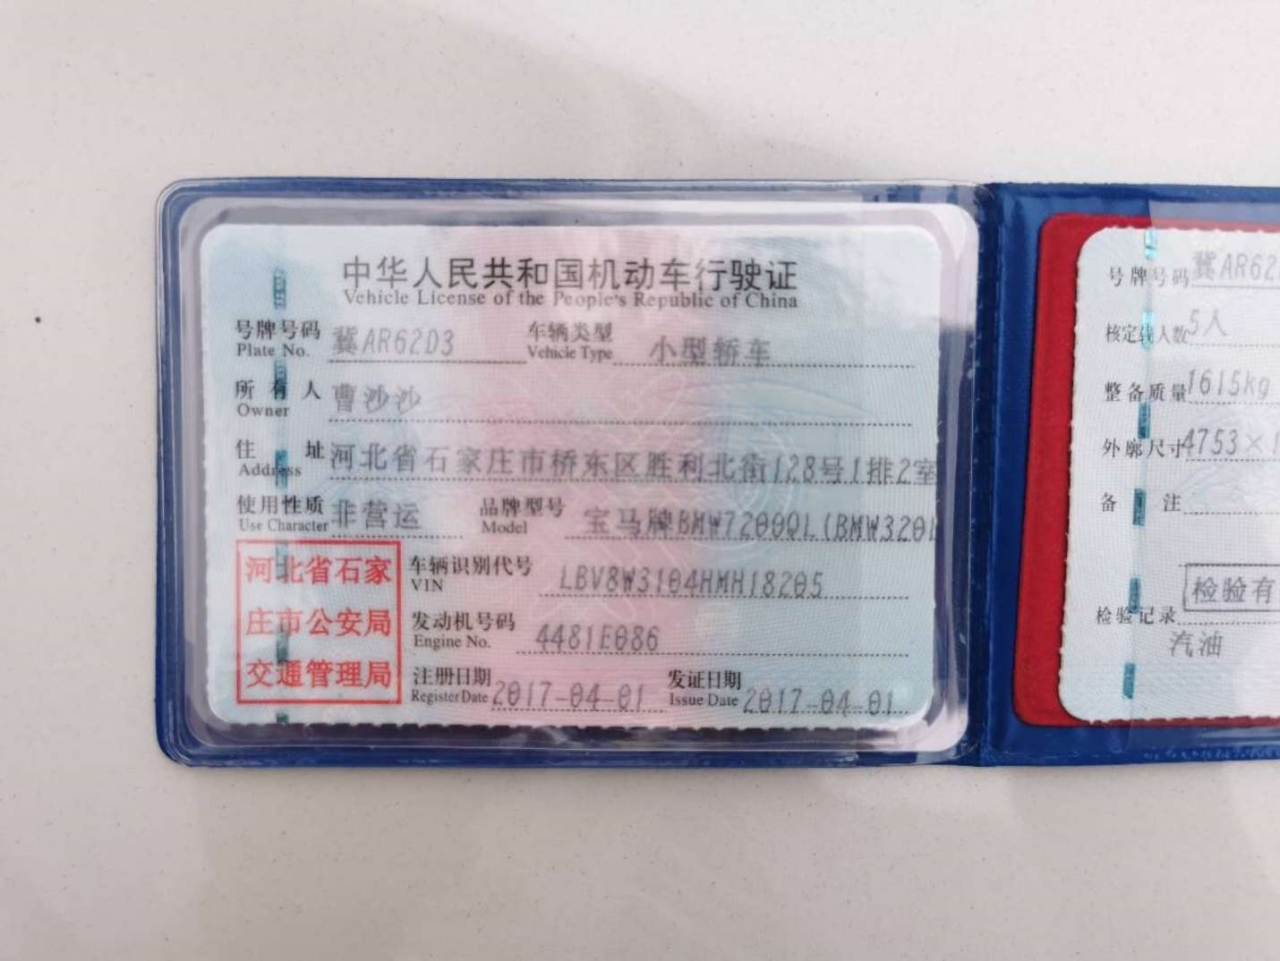 中华人民共和国机动车行驶证
Vehicle License of the People's Republic of China
号牌号码 冀AR62D3 车辆类型 小型轿车
Plate No. Vehicle Type
所有人 曹沙沙
Owner
住址 河北省石家庄市桥东区胜利北街128号1排2室
Address
使用性质 非营运 品牌型号 宝马牌BMW7200QL(BMW320L
Use Character Model
河北省石家
庄市公安局
交通管理局
车辆识别代号 LBV8W3104HMH18205
VIN
发动机号码 4481E086
Engine No.
注册日期 2017-04-01 发证日期 2017-04-01
Register Date Issue Date
号牌号码 冀AR62
核定载人数 5人
整备质量 1615kg
外廓尺寸 4753×1
备注
检验有
检验记录
汽油